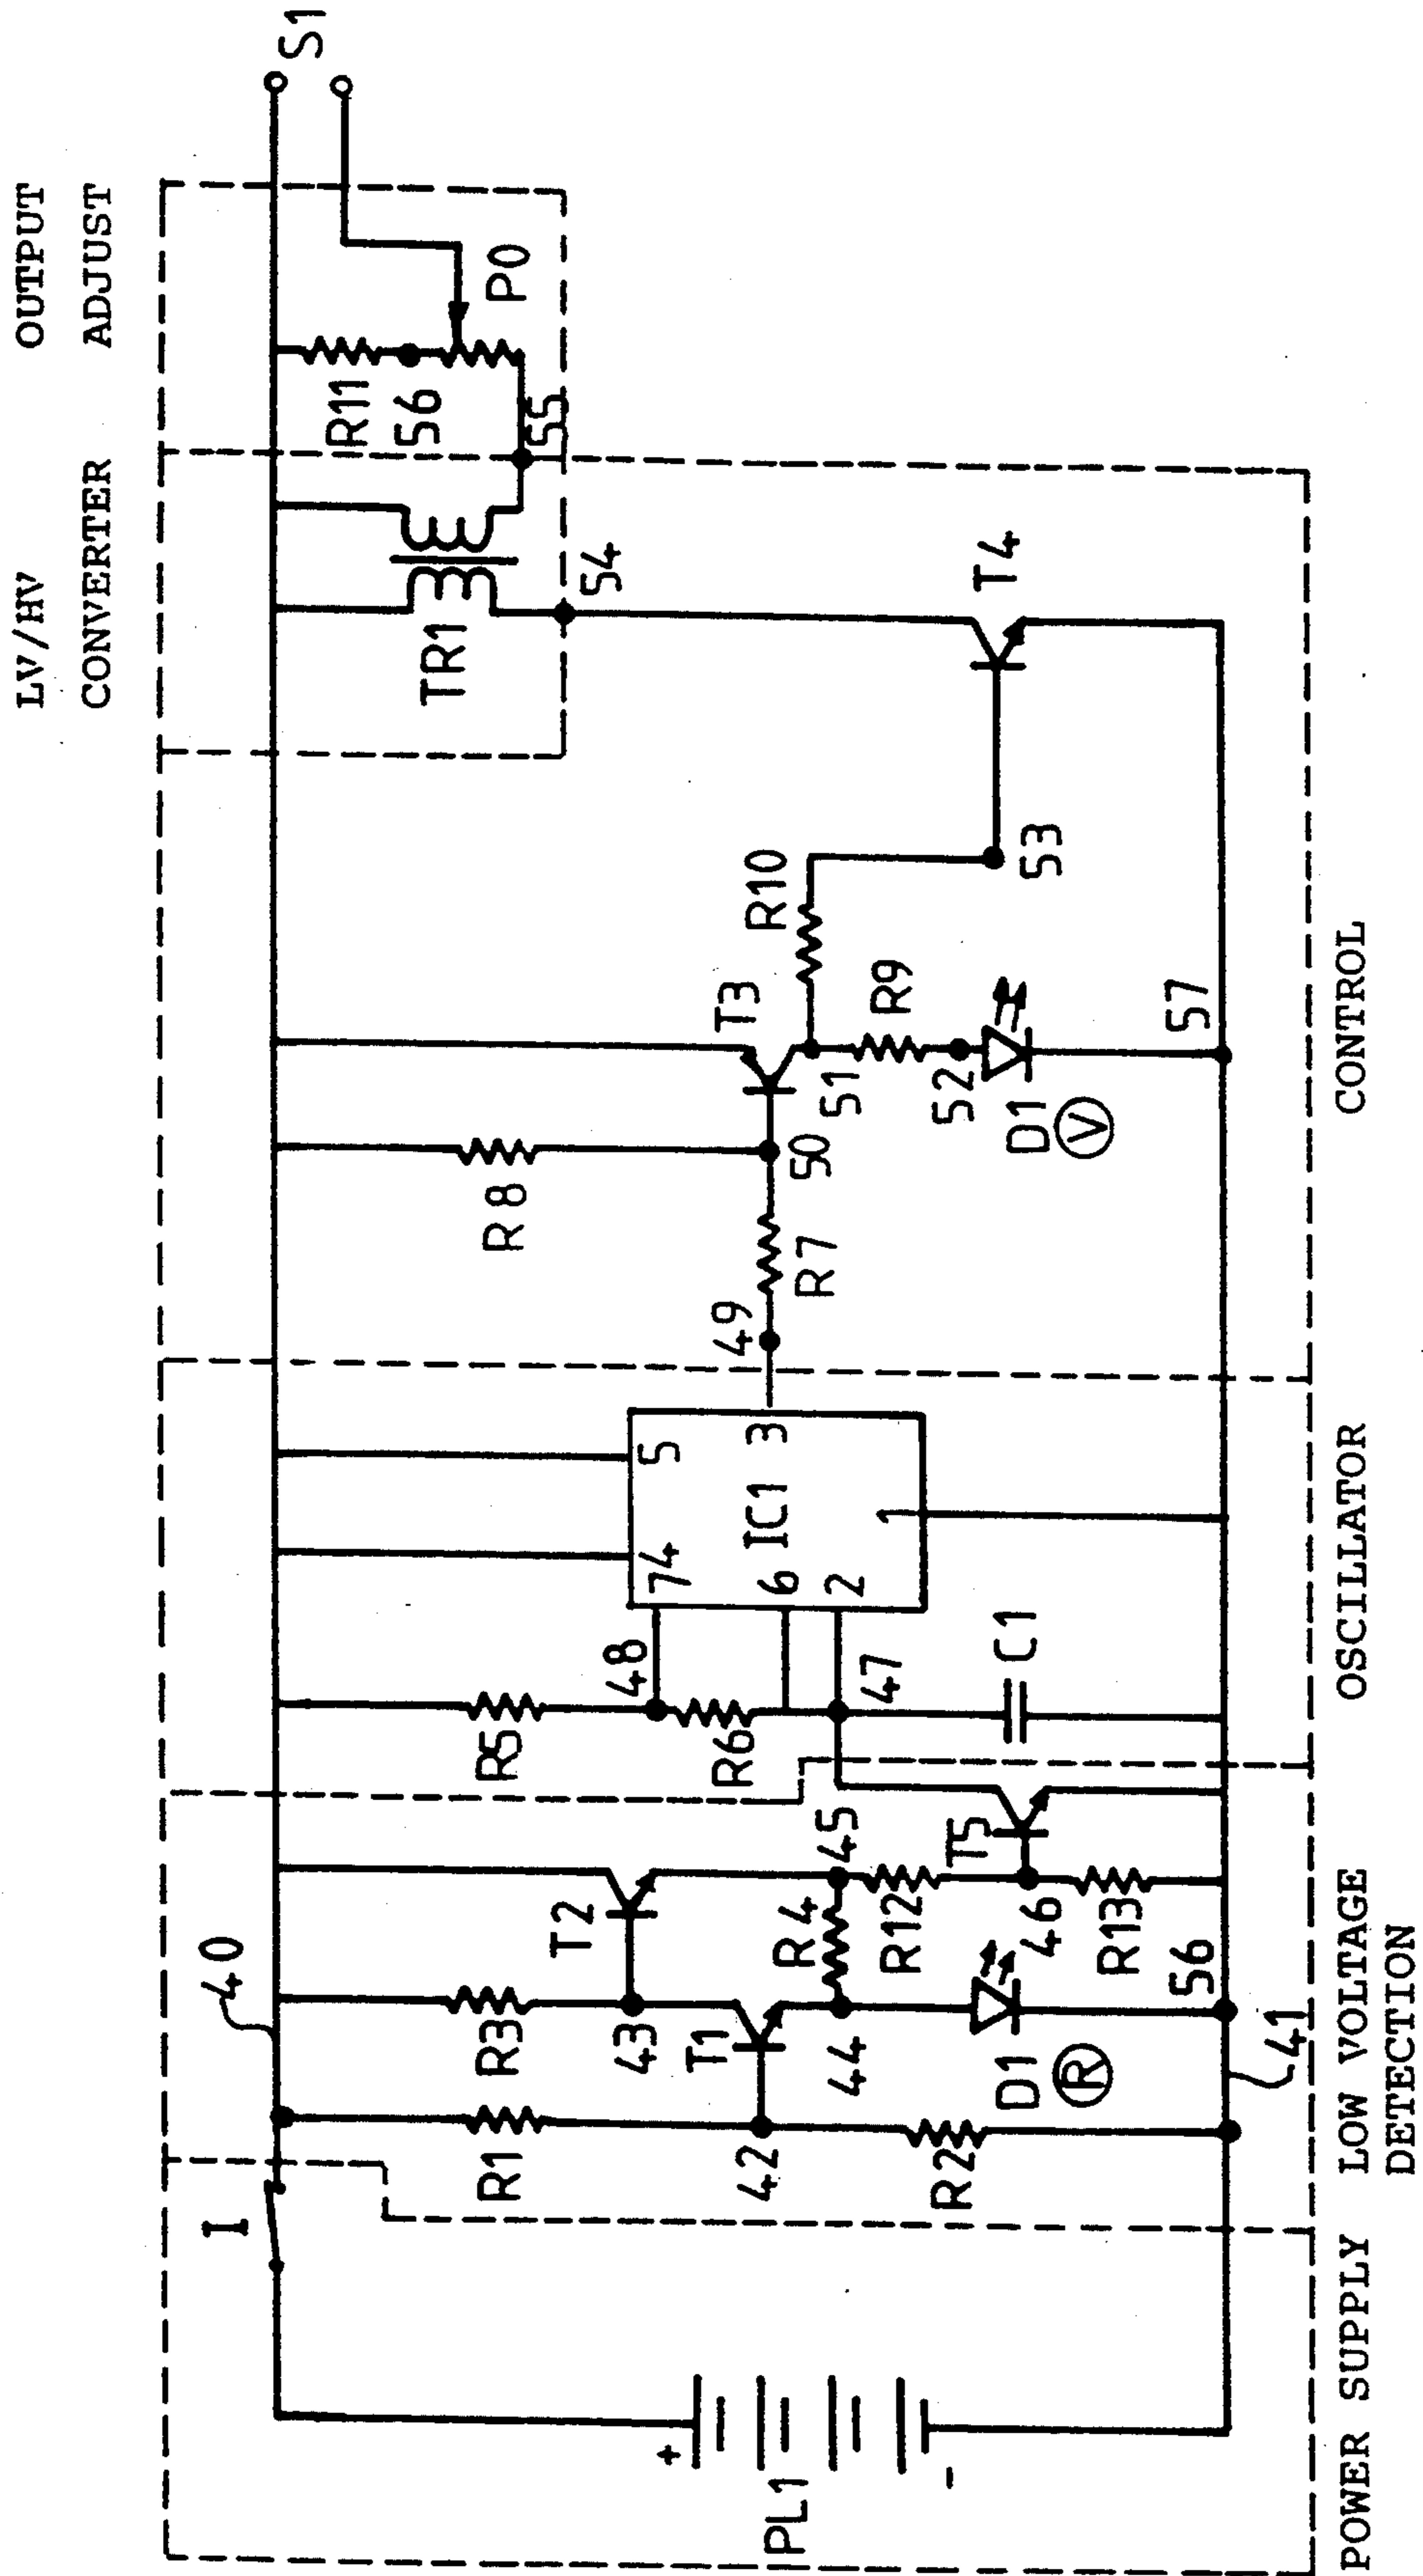 LV/HV
CONVERTER
OUTPUT
ADJUST
S1
I
40
R1
R3
R5
R8
TR1
R11
56
P0
55
54
T2
43
48
R6
74
5
IC1
6
3
2
49
R7
50
T3
R10
51
R9
52
53
T4
+
PL1
-
42
T1
R4
45
44
R2
D1
R
R12
T5
46
R13
47
C1
1
D1
V
56
57
41
POWER SUPPLY
LOW VOLTAGE
DETECTION
OSCILLATOR
CONTROL